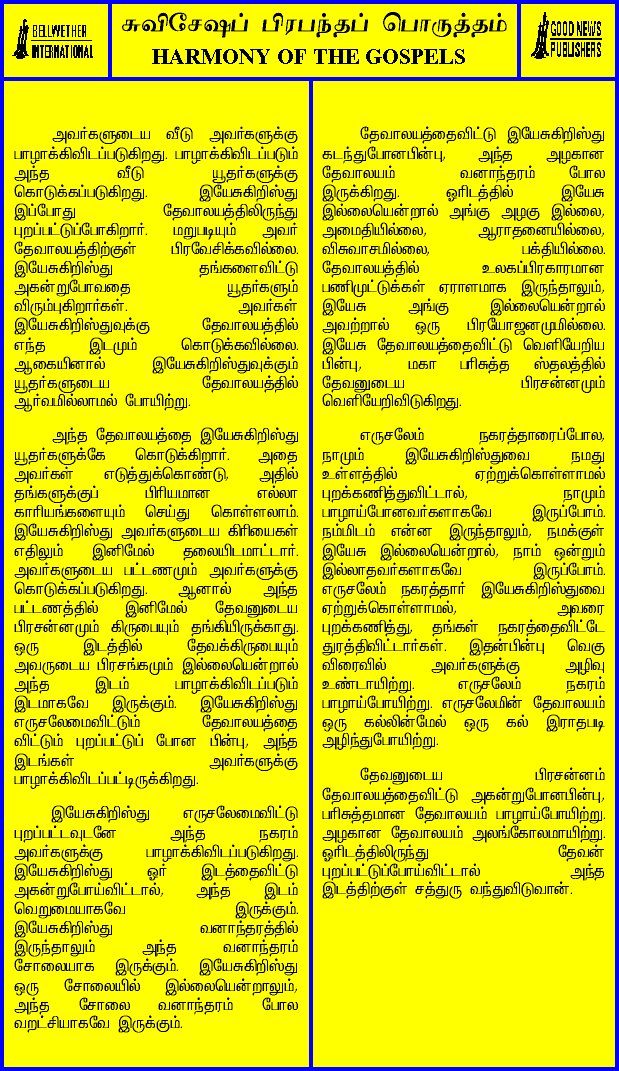 BELLWETHER
INTERNATIONAL
சுவிசேஷப் பிரபந்தப் பொருத்தம்
HARMONY OF THE GOSPELS
GOOD NEWS
PUBLISHERS
அவர்களுடைய வீடு அவர்களுக்கு
பாழாக்கிவிடப்படுகிறது. பாழாக்கிவிடப்படும்
அந்த வீடு யூதர்களுக்கு
கொடுக்கப்படுகிறது. இயேசுகிறிஸ்து
இப்போது தேவாலயத்திலிருந்து
புறப்பட்டுப்போகிறார். மறுபடியும் அவர்
தேவாலயத்திற்குள் பிரவேசிக்கவில்லை.
இயேசுகிறிஸ்து தங்களைவிட்டு
அகன்றுபோவதை யூதர்களும்
விரும்புகிறார்கள். அவர்கள்
இயேசுகிறிஸ்துவுக்கு தேவாலயத்தில்
எந்த இடமும் கொடுக்கவில்லை.
ஆகையினால் இயேசுகிறிஸ்துவுக்கும்
யூதர்களுடைய தேவாலயத்தில்
ஆர்வமில்லாமல் போயிற்று.
அந்த தேவாலயத்தை இயேசுகிறிஸ்து
யூதர்களுக்கே கொடுக்கிறார். அதை
அவர்கள் எடுத்துக்கொண்டு, அதில்
தங்களுக்குப் பிரியமான எல்லா
காரியங்களையும் செய்து கொள்ளலாம்.
இயேசுகிறிஸ்து அவர்களுடைய கிரியைகள்
எதிலும் இனிமேல் தலையிடமாட்டார்.
அவர்களுடைய பட்டணமும் அவர்களுக்கு
கொடுக்கப்படுகிறது. ஆனால் அந்த
பட்டணத்தில் இனிமேல் தேவனுடைய
பிரசன்னமும் கிருபையும் தங்கியிருக்காது.
ஒரு இடத்தில் தேவக்கிருபையும்
அவருடைய பிரசங்கமும் இல்லையென்றால்
அந்த இடம் பாழாக்கிவிடப்படும்
இடமாகவே இருக்கும். இயேசுகிறிஸ்து
எருசலேமைவிட்டும் தேவாலயத்தை
விட்டும் புறப்பட்டுப் போன பின்பு, அந்த
இடங்கள் அவர்களுக்கு
பாழாக்கிவிடப்பட்டிருக்கிறது.
இயேசுகிறிஸ்து எருசலேமைவிட்டு
புறப்பட்டவுடனே அந்த நகரம்
அவர்களுக்கு பாழாக்கிவிடப்படுகிறது.
இயேசுகிறிஸ்து ஓர் இடத்தைவிட்டு
அகன்றுபோய்விட்டால், அந்த இடம்
வெறுமையாகவே இருக்கும்.
இயேசுகிறிஸ்து வனாந்தரத்தில்
இருந்தாலும் அந்த வனாந்தரம்
சோலையாக இருக்கும். இயேசுகிறிஸ்து
ஒரு சோலையில் இல்லையென்றாலும்,
அந்த சோலை வனாந்தரம் போல
வறட்சியாகவே இருக்கும்.
தேவாலயத்தைவிட்டு இயேசுகிறிஸ்து
கடந்துபோனபின்பு, அந்த அழகான
தேவாலயம் வனாந்தரம் போல
இருக்கிறது. ஓரிடத்தில் இயேசு
இல்லையென்றால் அங்கு அழகு இல்லை,
அமைதியில்லை, ஆராதனையில்லை,
விசுவாசமில்லை, பக்தியில்லை.
தேவாலயத்தில் உலகப்பிரகாரமான
பணிமுட்டுக்கள் ஏராளமாக இருந்தாலும்,
இயேசு அங்கு இல்லையென்றால்
அவற்றால் ஒரு பிரயோஜனமுமில்லை.
இயேசு தேவாலயத்தைவிட்டு வெளியேறிய
பின்பு, மகா பரிசுத்த ஸ்தலத்தில்
தேவனுடைய பிரசன்னமும்
வெளியேறிவிடுகிறது.
எருசலேம் நகரத்தாரைப்போல,
நாமும் இயேசுகிறிஸ்துவை நமது
உள்ளத்தில் ஏற்றுக்கொள்ளாமல்
புறக்கணித்துவிட்டால், நாமும்
பாழாய்போனவர்களாகவே இருப்போம்.
நம்மிடம் என்ன இருந்தாலும், நமக்குள்
இயேசு இல்லையென்றால், நாம் ஒன்றும்
இல்லாதவர்களாகவே இருப்போம்.
எருசலேம் நகரத்தார் இயேசுகிறிஸ்துவை
ஏற்றுக்கொள்ளாமல், அவரை
புறக்கணித்து, தங்கள் நகரத்தைவிட்டே
துரத்திவிட்டார்கள். இதன்பின்பு வெகு
விரைவில் அவர்களுக்கு அழிவு
உண்டாயிற்று. எருசலேம் நகரம்
பாழாய்போயிற்று. எருசலேமின் தேவாலயம்
ஒரு கல்லின்மேல் ஒரு கல் இராதபடி
அழிந்துபோயிற்று.
தேவனுடைய பிரசன்னம்
தேவாலயத்தைவிட்டு அகன்றுபோனபின்பு,
பரிசுத்தமான தேவாலயம் பாழாய்போயிற்று.
அழகான தேவாலயம் அலங்கோலமாயிற்று.
ஓரிடத்திலிருந்து தேவன்
புறப்பட்டுப்போய்விட்டால் அந்த
இடத்திற்குள் சத்துரு வந்துவிடுவான்.